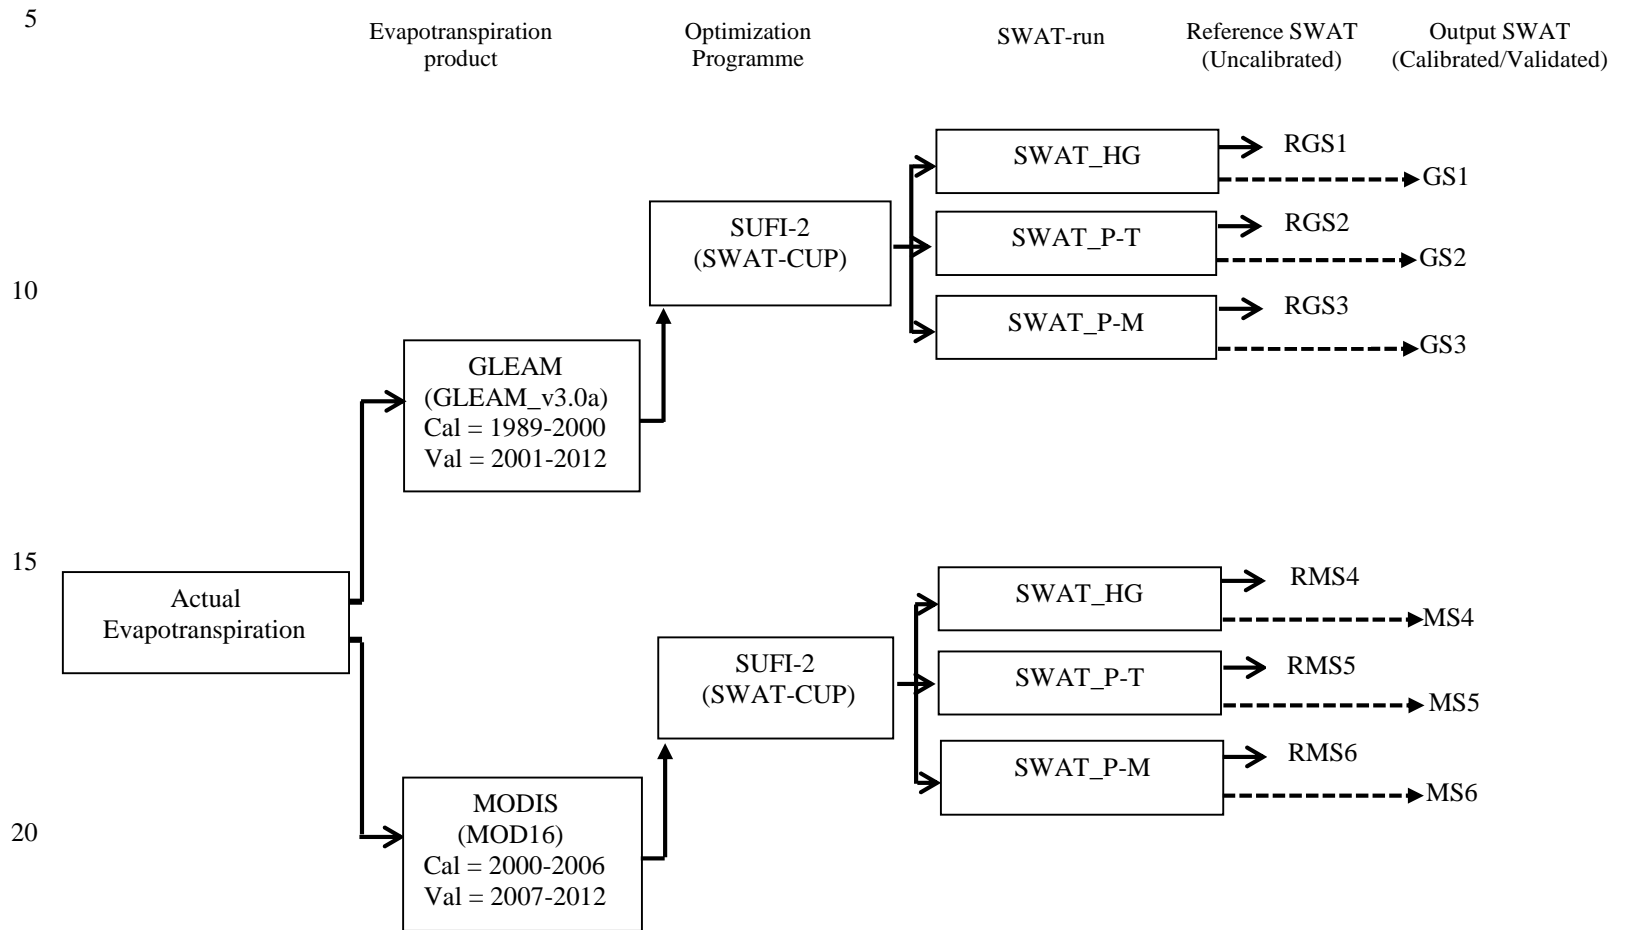 5
Evapotranspiration
product
Optimization
Programme
SWAT-run
Reference SWAT
(Uncalibrated)
Output SWAT
(Calibrated/Validated)
SWAT_HG
RGS1
GS1
SUFI-2
(SWAT-CUP)
SWAT_P-T
RGS2
GS2
10
SWAT_P-M
RGS3
GS3
GLEAM
(GLEAM_v3.0a)
Cal = 1989-2000
Val = 2001-2012
15
Actual
Evapotranspiration
SWAT_HG
RMS4
MS4
SUFI-2
(SWAT-CUP)
SWAT_P-T
RMS5
MS5
SWAT_P-M
RMS6
MS6
20
MODIS
(MOD16)
Cal = 2000-2006
Val = 2007-2012